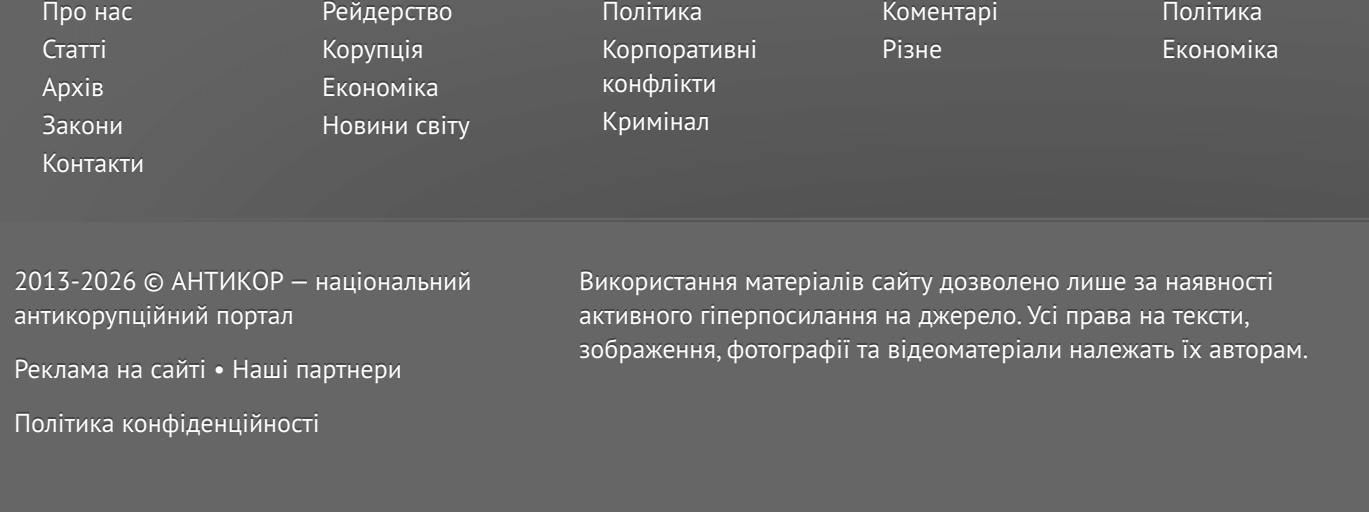 Про нас
Статті
Архів
Закони
Контакти
Рейдерство
Корупція
Економіка
Новини світу
Політика
Корпоративні
конфлікти
Кримінал
Коментарі
Різне
Політика
Економіка
2013-2026 © АНТИКОР — національний
антикорупційний портал
Реклама на сайті • Наші партнери
Політика конфіденційності
Використання матеріалів сайту дозволено лише за наявності
активного гіперпосилання на джерело. Усі права на тексти,
зображення, фотографії та відеоматеріали належать їх авторам.